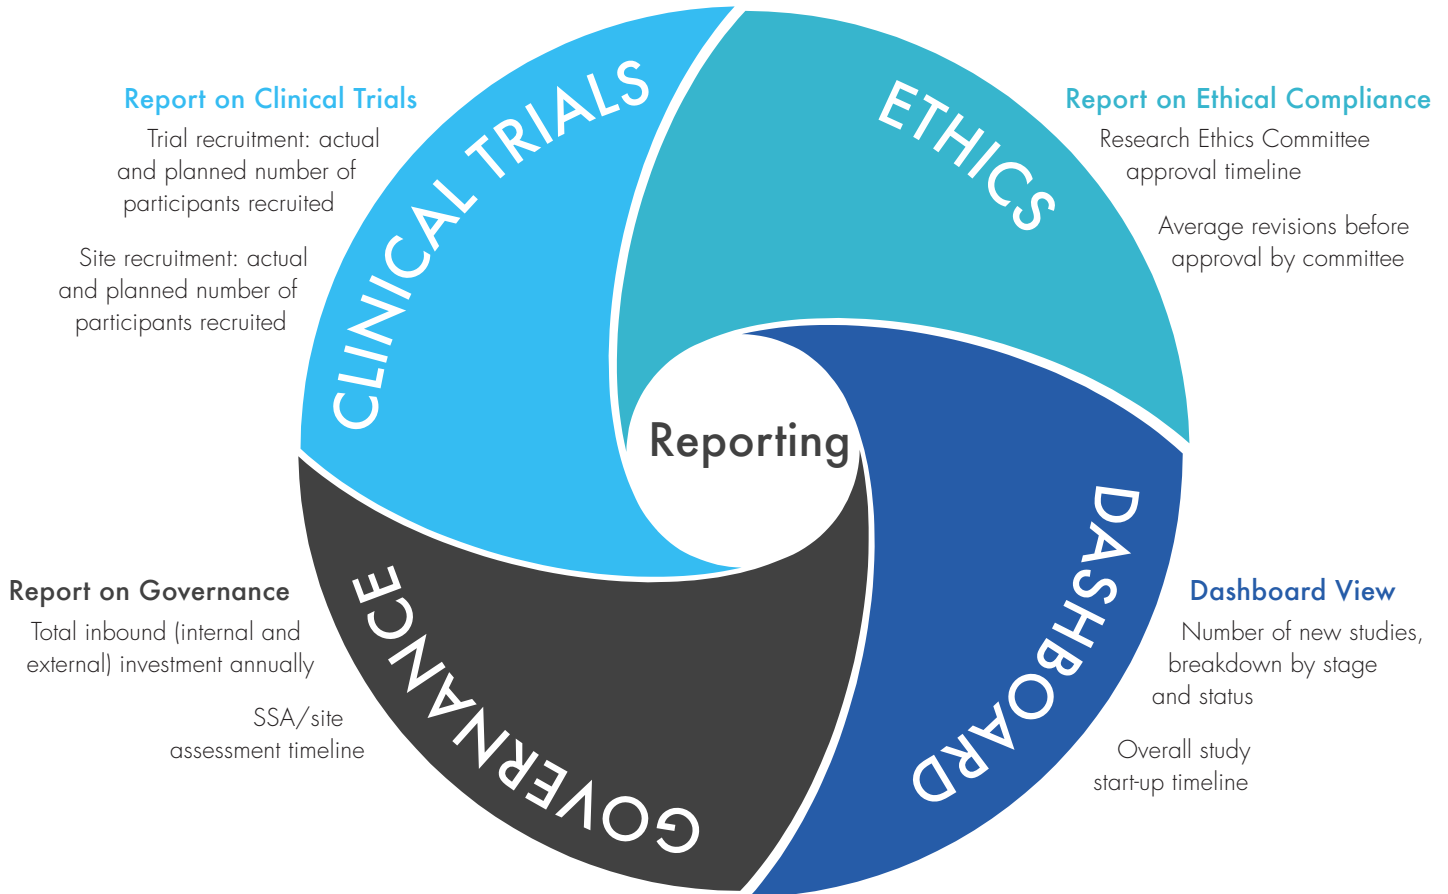 CLINICAL TRIALS
ETHICS
DASHBOARD
GOVERNANCE
Reporting
Report on Clinical Trials
Trial recruitment: actual
and planned number of
participants recruited
Site recruitment: actual
and planned number of
participants recruited
Report on Ethical Compliance
Research Ethics Committee
approval timeline
Average revisions before
approval by committee
Report on Governance
Total inbound (internal and
external) investment annually
SSA/site
assessment timeline
Dashboard View
Number of new studies,
breakdown by stage
and status
Overall study
start-up timeline